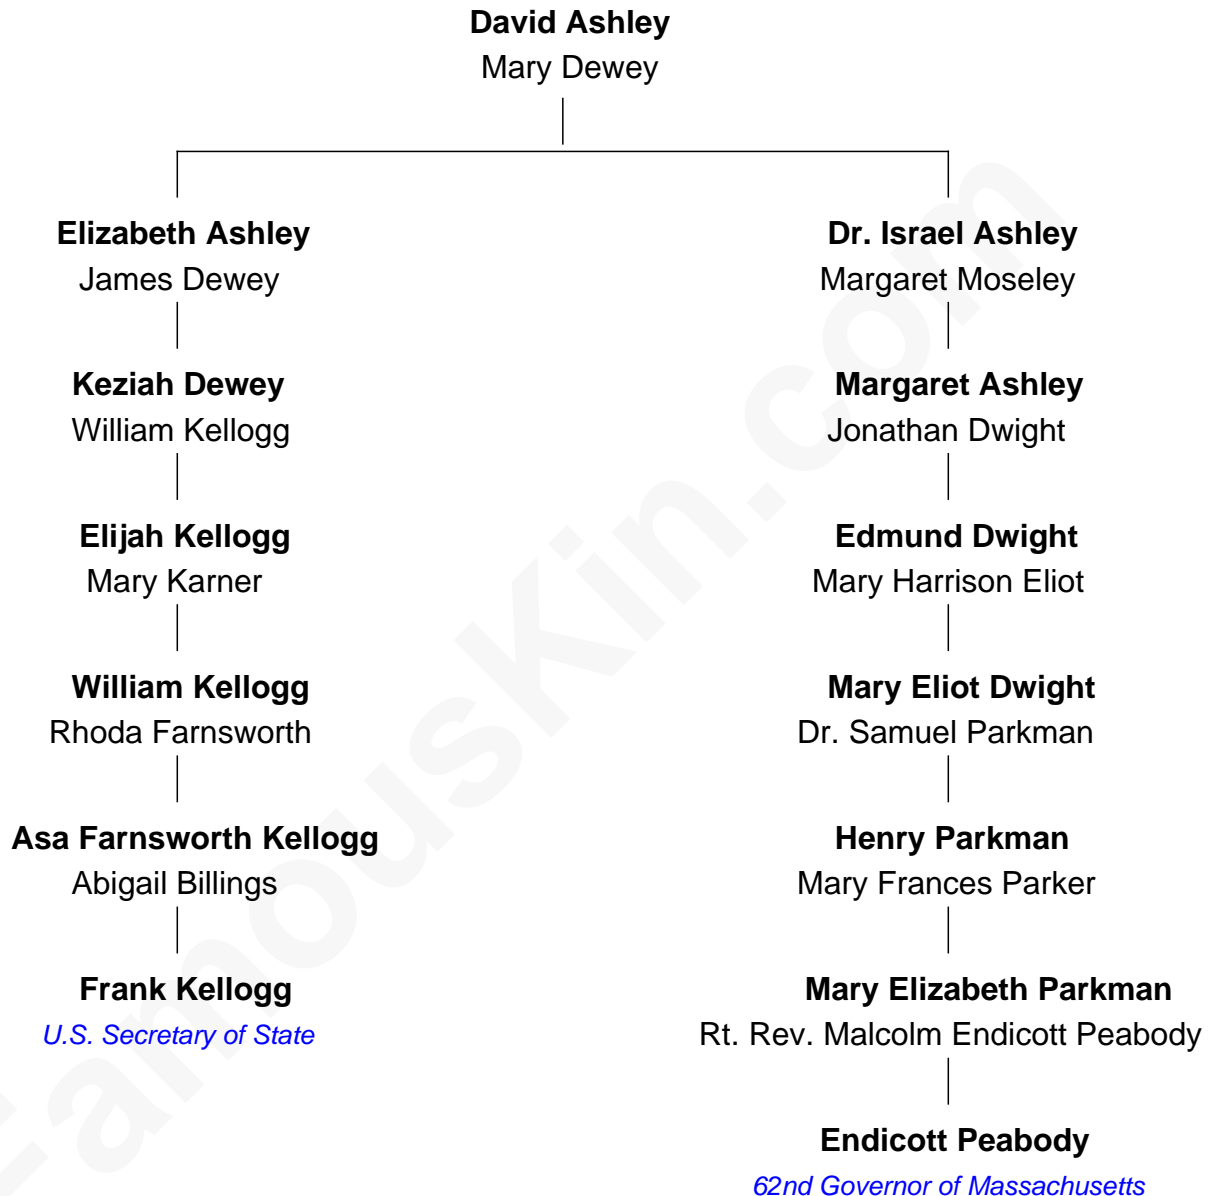 David Ashley
Mary Dewey
Elizabeth Ashley
James Dewey
Dr. Israel Ashley
Margaret Moseley
Keziah Dewey
William Kellogg
Margaret Ashley
Jonathan Dwight
Elijah Kellogg
Mary Karner
Edmund Dwight
Mary Harrison Eliot
William Kellogg
Rhoda Farnsworth
Mary Eliot Dwight
Dr. Samuel Parkman
Asa Farnsworth Kellogg
Abigail Billings
Henry Parkman
Mary Frances Parker
Frank Kellogg
U.S. Secretary of State
Mary Elizabeth Parkman
Rt. Rev. Malcolm Endicott Peabody
Endicott Peabody
62nd Governor of Massachusetts
FamousKin.com